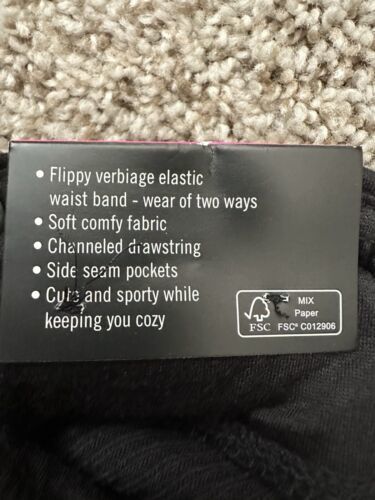 • Flippy verbiage elastic
waist band - wear of two ways
• Soft comfy fabric
• Channeled drawstring
• Side seam pockets
• Cute and sporty while
keeping you cozy
MIX
Paper
FSC
FSC® C012906